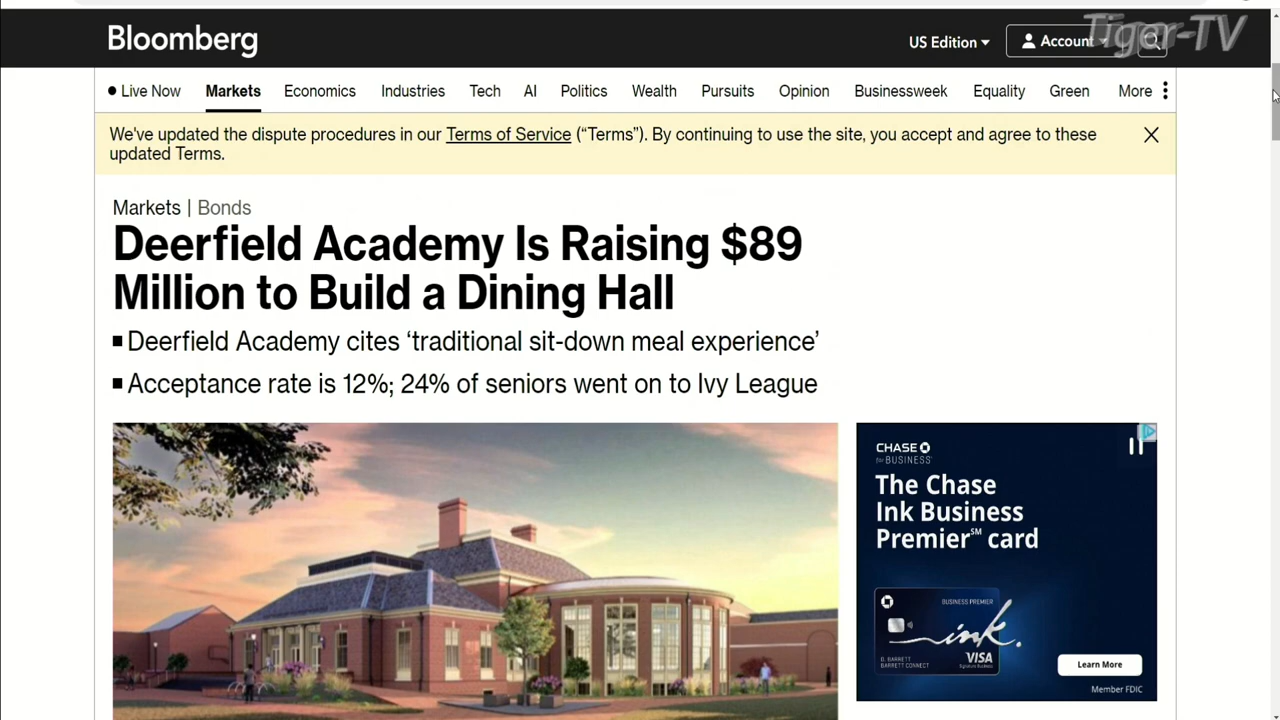 Bloomberg
US Edition
Account
Tiger-TV
Live Now
Markets
Economics
Industries
Tech
AI
Politics
Wealth
Pursuits
Opinion
Businessweek
Equality
Green
More
We've updated the dispute procedures in our Terms of Service (“Terms”). By continuing to use the site, you accept and agree to these
updated Terms.
Markets | Bonds
Deerfield Academy Is Raising $89
Million to Build a Dining Hall
Deerfield Academy cites ‘traditional sit-down meal experience’
Acceptance rate is 12%; 24% of seniors went on to Ivy League
CHASE
for BUSINESS
The Chase
Ink Business
Premier℠ card
BUSINESS PREMIER
ink.
D. BARRETT
BARRETT CONNECT
VISA
Signature Business
Learn More
Member FDIC